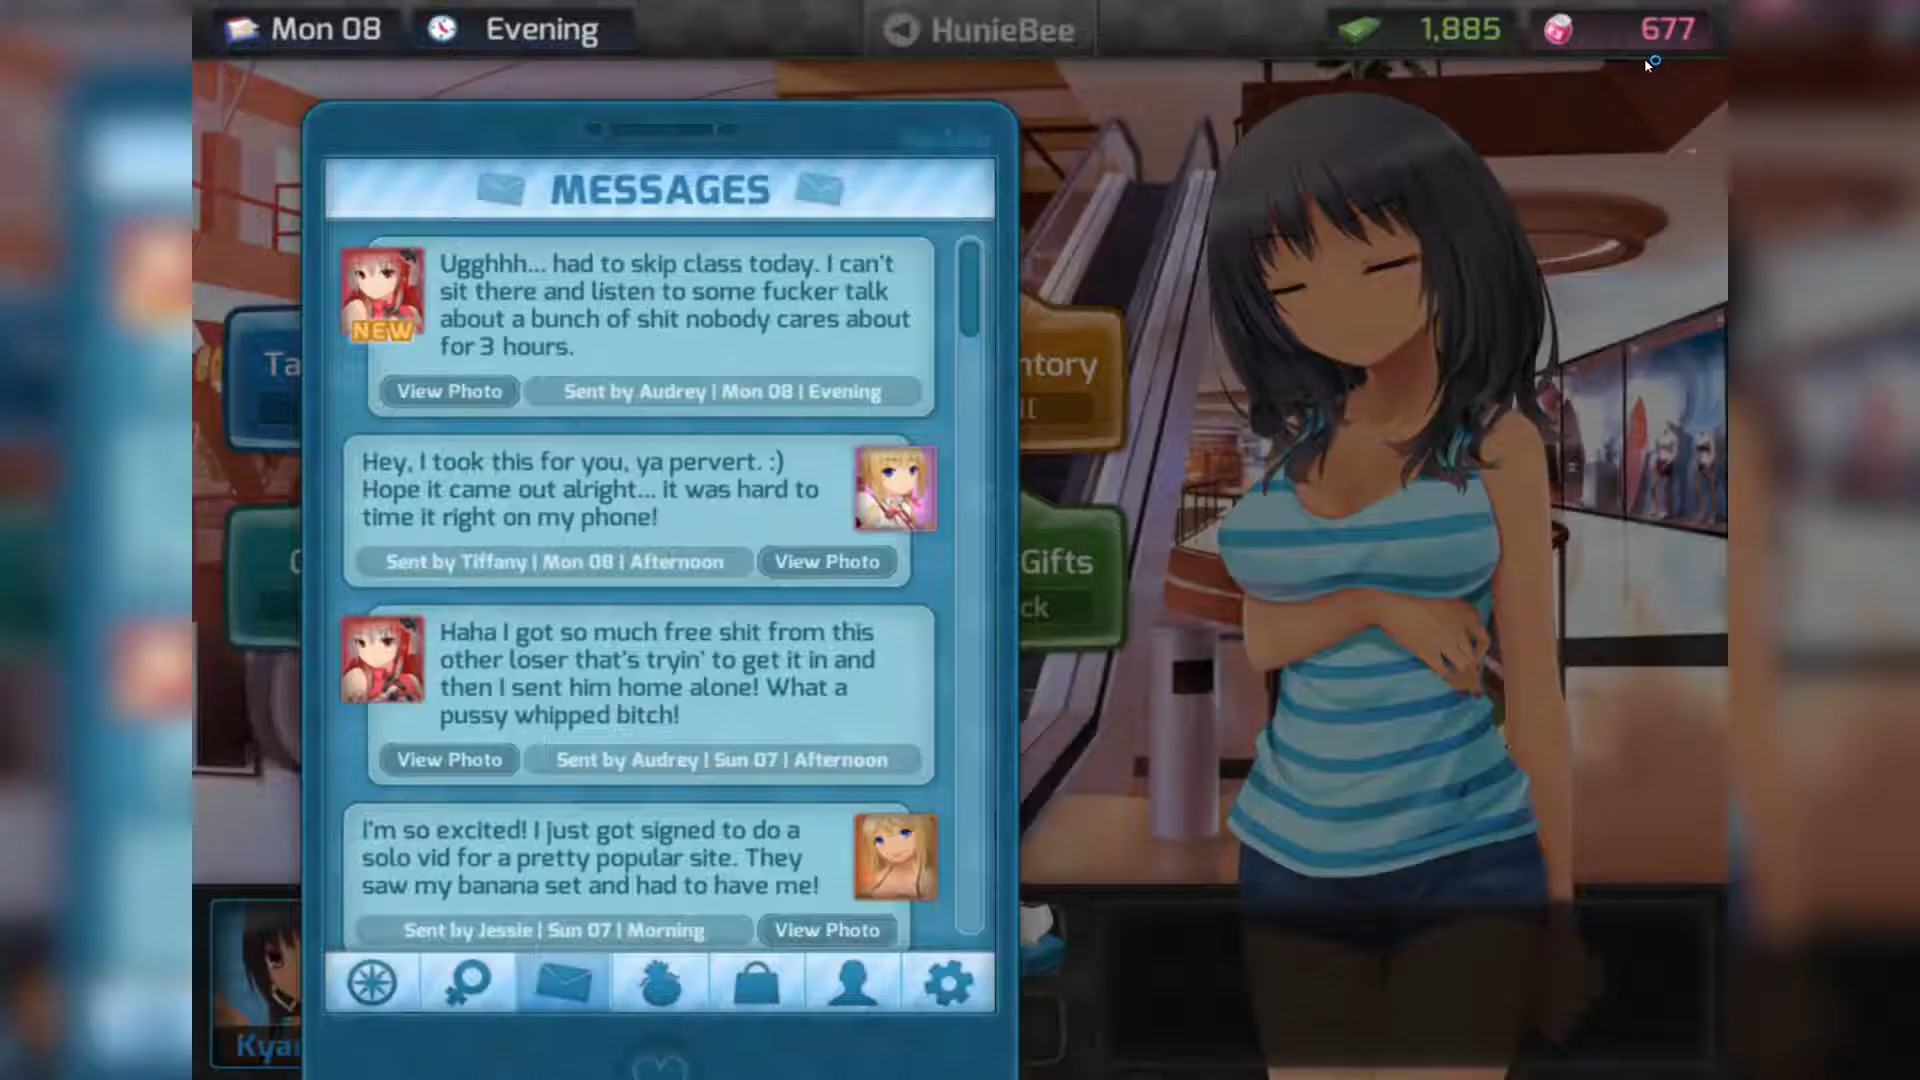 Mon 08 Evening HunieBee 1,885 677
MESSAGES
Ugghhh... had to skip class today. I can't
sit there and listen to some fucker talk
about a bunch of shit nobody cares about
for 3 hours.
NEW
View Photo Sent by Audrey | Mon 08 | Evening
Hey, I took this for you, ya pervert. :)
Hope it came out alright... it was hard to
time it right on my phone!
Sent by Tiffany | Mon 08 | Afternoon View Photo
Haha I got so much free shit from this
other loser that's tryin' to get it in and
then I sent him home alone! What a
pussy whipped bitch!
View Photo Sent by Audrey | Sun 07 | Afternoon
I'm so excited! I just got signed to do a
solo vid for a pretty popular site. They
saw my banana set and had to have me!
Sent by Jessie | Sun 07 | Morning View Photo
Ta
ntory
Gifts
ck
Kya